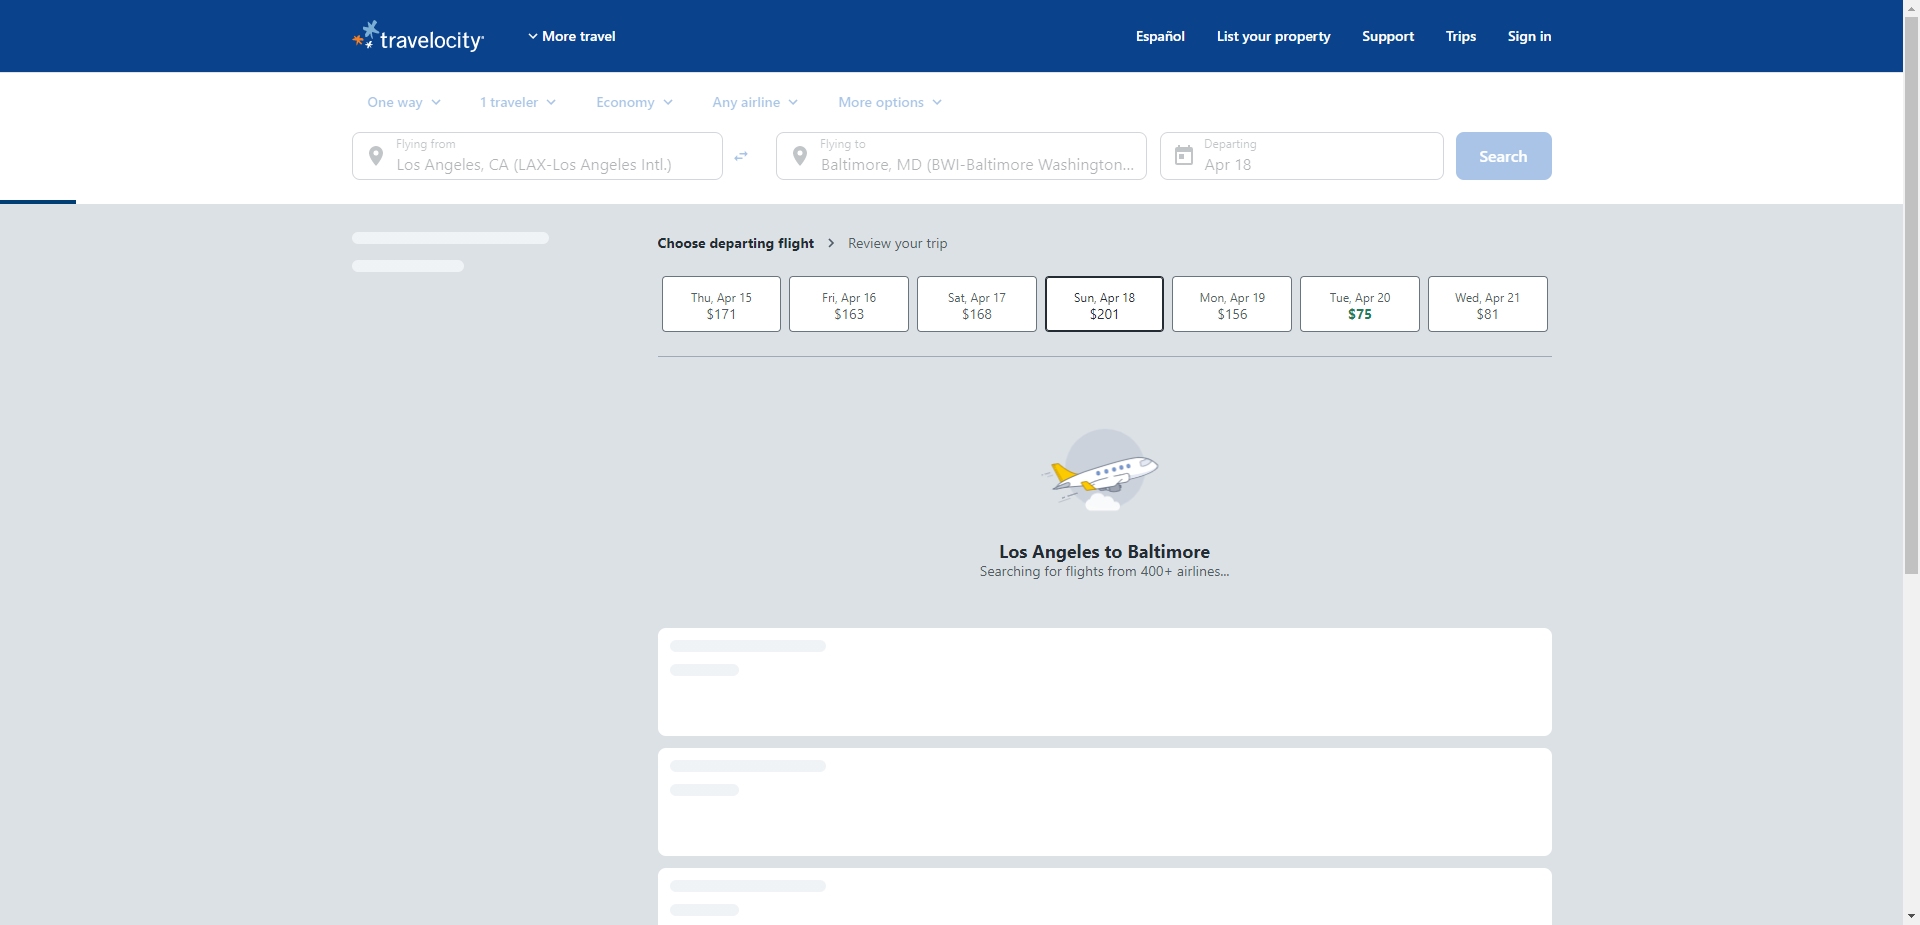 travelocity
More travel
Español
List your property
Support
Trips
Sign in
One way
1 traveler
Economy
Any airline
More options
Flying from
Los Angeles, CA (LAX-Los Angeles Intl.)
Flying to
Baltimore, MD (BWI-Baltimore Washington...
Departing
Apr 18
Search
Choose departing flight
Review your trip
Thu, Apr 15
$171
Fri, Apr 16
$163
Sat, Apr 17
$168
Sun, Apr 18
$201
Mon, Apr 19
$156
Tue, Apr 20
$75
Wed, Apr 21
$81
Los Angeles to Baltimore
Searching for flights from 400+ airlines...